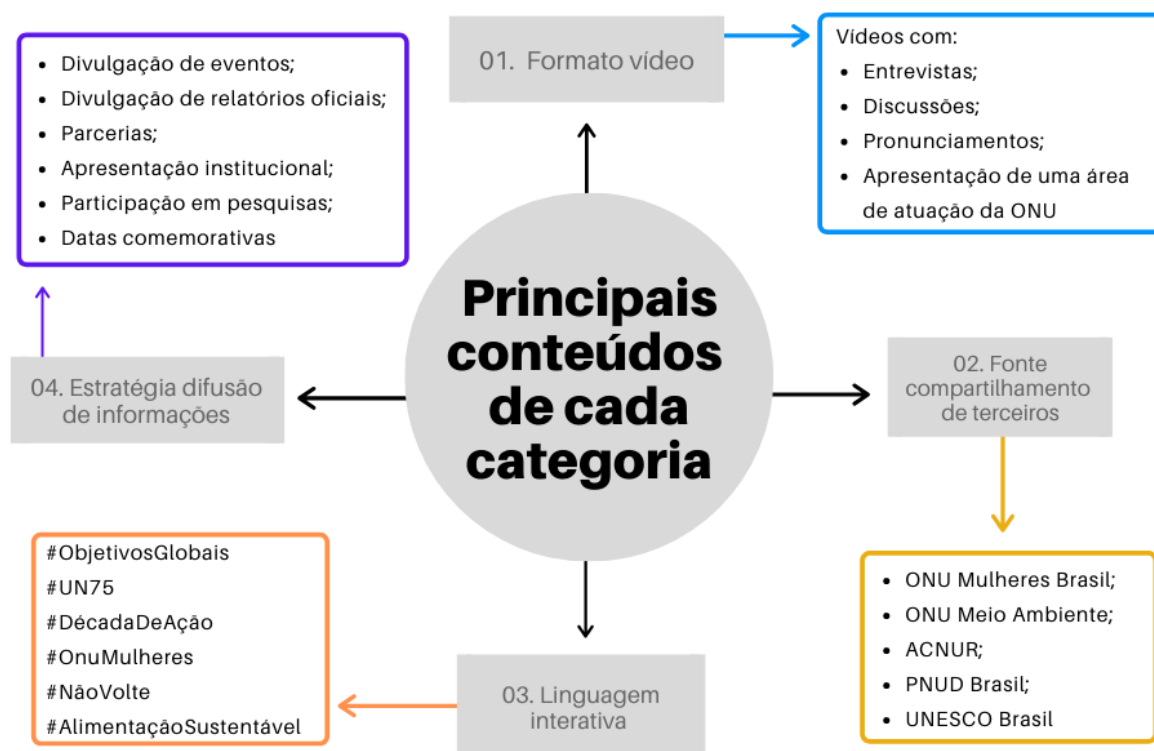 Principais
conteúdos
de cada
categoria
01. Formato vídeo
Vídeos com:
• Entrevistas;
• Discussões;
• Pronunciamentos;
• Apresentação de uma área
de atuação da ONU
02. Fonte
compartilhamento
de terceiros
• ONU Mulheres Brasil;
• ONU Meio Ambiente;
• ACNUR;
• PNUD Brasil;
• UNESCO Brasil
03. Linguagem
interativa
#ObjetivosGlobais
#UN75
#DécadaDeAção
#OnuMulheres
#NãoVolte
#AlimentaçãoSustentável
04. Estratégia difusão
de informações
• Divulgação de eventos;
• Divulgação de relatórios oficiais;
• Parcerias;
• Apresentação institucional;
• Participação em pesquisas;
• Datas comemorativas